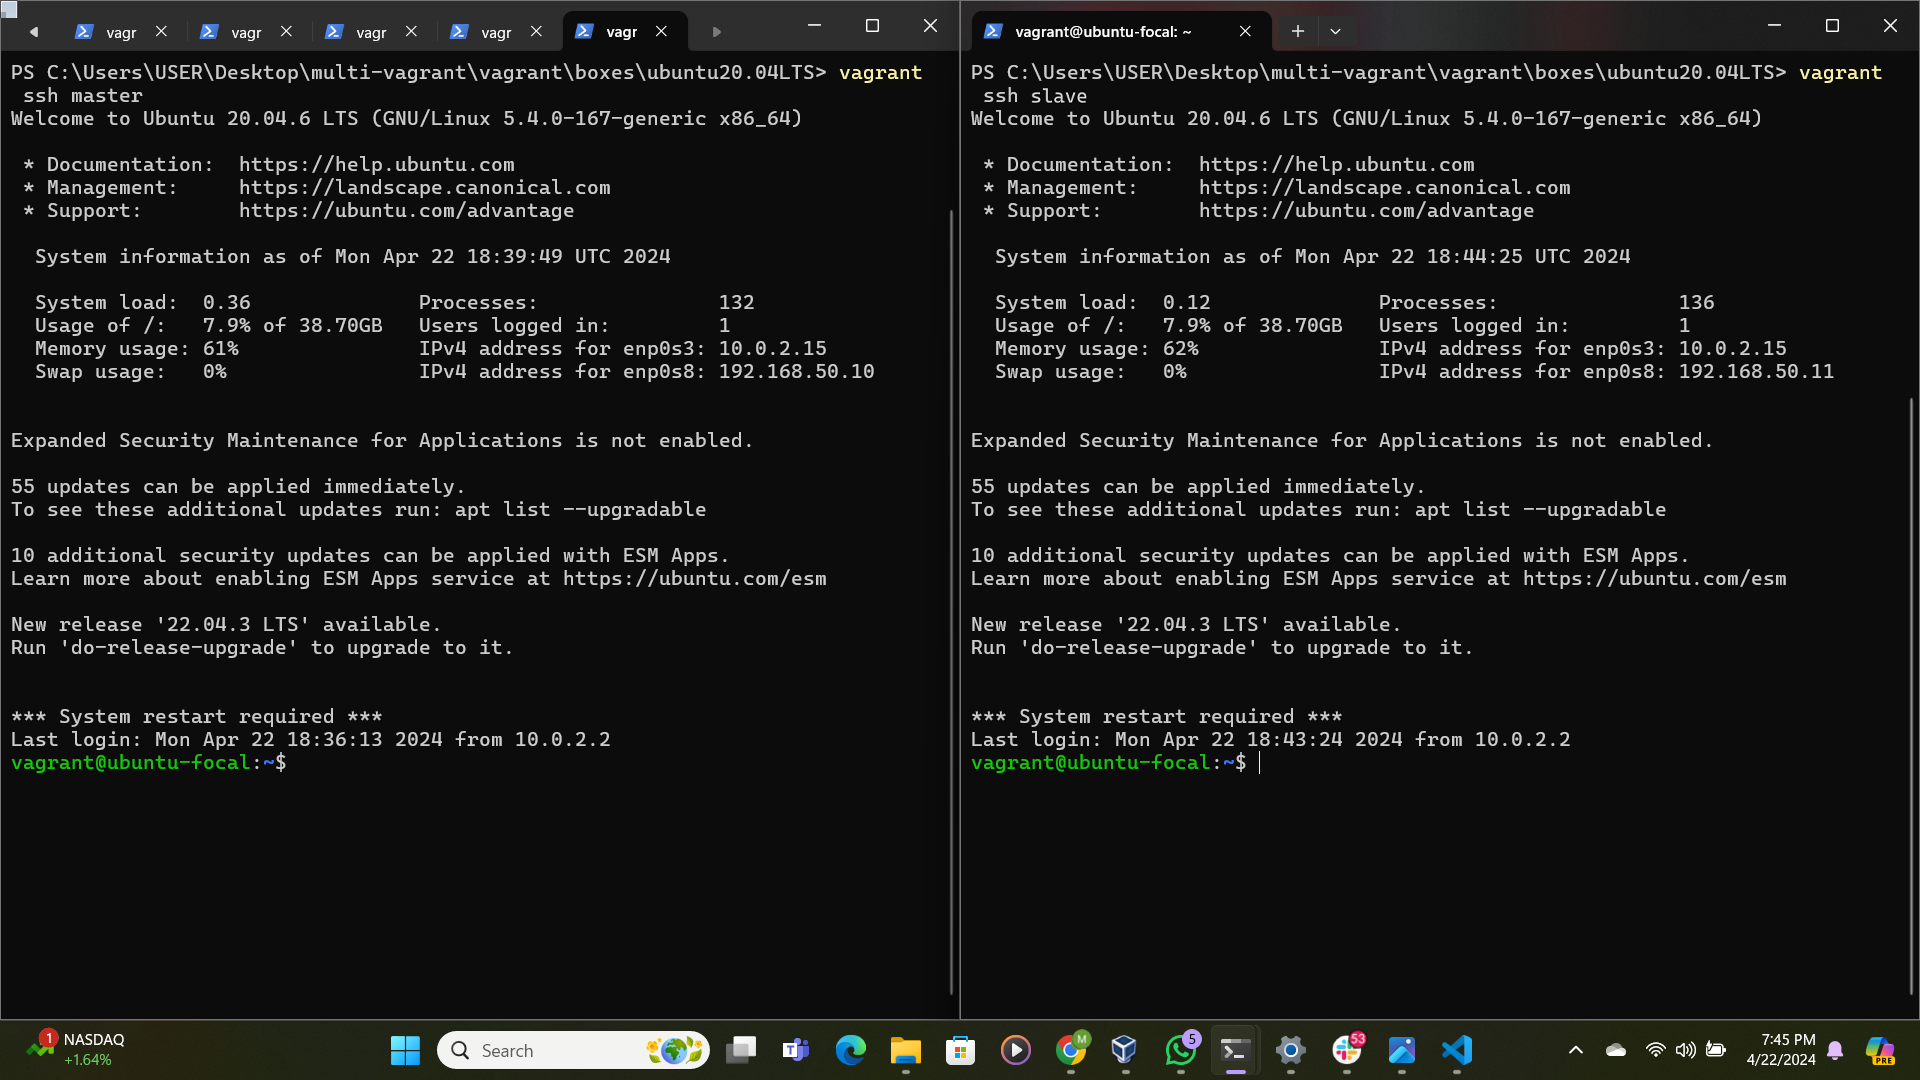 vagr
vagr
vagr
vagr
vagr
PS C:\Users\USER\Desktop\multi-vagrant\vagrant\boxes\ubuntu20.04LTS> vagrant
ssh master
Welcome to Ubuntu 20.04.6 LTS (GNU/Linux 5.4.0-167-generic x86_64)
* Documentation:  https://help.ubuntu.com
* Management:     https://landscape.canonical.com
* Support:        https://ubuntu.com/advantage
System information as of Mon Apr 22 18:39:49 UTC 2024
System load:  0.36              Processes:               132
Usage of /:   7.9% of 38.70GB   Users logged in:         1
Memory usage: 61%               IPv4 address for enp0s3: 10.0.2.15
Swap usage:   0%                IPv4 address for enp0s8: 192.168.50.10
Expanded Security Maintenance for Applications is not enabled.
55 updates can be applied immediately.
To see these additional updates run: apt list --upgradable
10 additional security updates can be applied with ESM Apps.
Learn more about enabling ESM Apps service at https://ubuntu.com/esm
New release '22.04.3 LTS' available.
Run 'do-release-upgrade' to upgrade to it.
*** System restart required ***
Last login: Mon Apr 22 18:36:13 2024 from 10.0.2.2
vagrant@ubuntu-focal:~$
vagrant@ubuntu-focal: ~
PS C:\Users\USER\Desktop\multi-vagrant\vagrant\boxes\ubuntu20.04LTS> vagrant
ssh slave
Welcome to Ubuntu 20.04.6 LTS (GNU/Linux 5.4.0-167-generic x86_64)
* Documentation:  https://help.ubuntu.com
* Management:     https://landscape.canonical.com
* Support:        https://ubuntu.com/advantage
System information as of Mon Apr 22 18:44:25 UTC 2024
System load:  0.12              Processes:               136
Usage of /:   7.9% of 38.70GB   Users logged in:         1
Memory usage: 62%               IPv4 address for enp0s3: 10.0.2.15
Swap usage:   0%                IPv4 address for enp0s8: 192.168.50.11
Expanded Security Maintenance for Applications is not enabled.
55 updates can be applied immediately.
To see these additional updates run: apt list --upgradable
10 additional security updates can be applied with ESM Apps.
Learn more about enabling ESM Apps service at https://ubuntu.com/esm
New release '22.04.3 LTS' available.
Run 'do-release-upgrade' to upgrade to it.
*** System restart required ***
Last login: Mon Apr 22 18:43:24 2024 from 10.0.2.2
vagrant@ubuntu-focal:~$
1
NASDAQ
+1.64%
Search
T
M
5
53
7:45 PM
4/22/2024
PRE